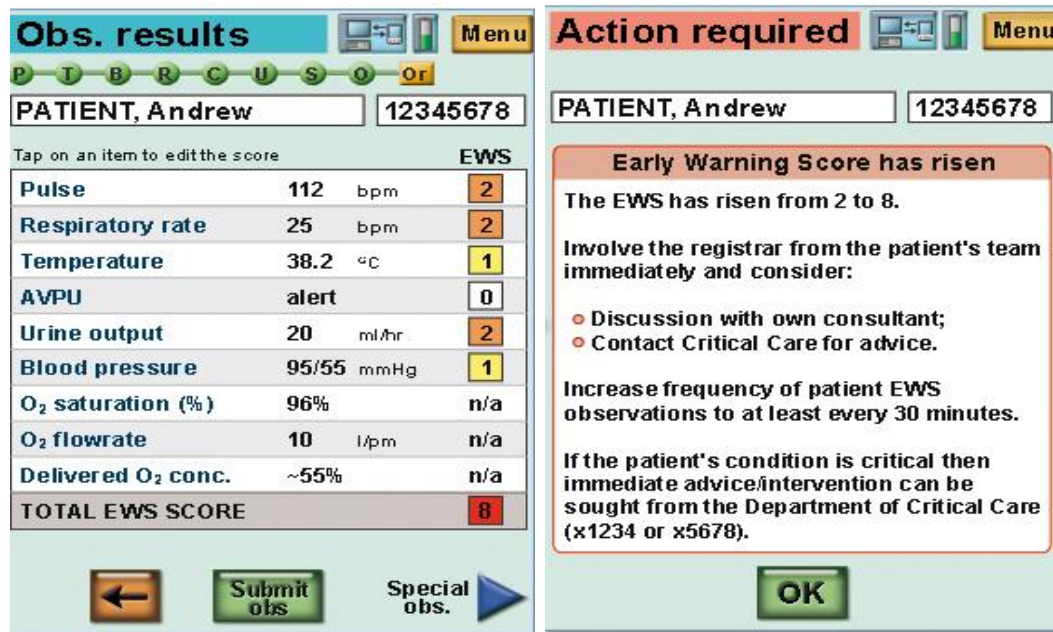 Obs. results Menu
P T B R C U S O Or
PATIENT, Andrew 12345678
Tap on an item to edit the score EWS
Pulse 112 bpm 2
Respiratory rate 25 bpm 2
Temperature 38.2 °C 1
AVPU alert 0
Urine output 20 ml/hr 2
Blood pressure 95/55 mmHg 1
O₂ saturation (%) 96% n/a
O₂ flowrate 10 l/pm n/a
Delivered O₂ conc. ~55% n/a
TOTAL EWS SCORE 8
Submit
obs
Special
obs.
Action required Menu
PATIENT, Andrew 12345678
Early Warning Score has risen
The EWS has risen from 2 to 8.
Involve the registrar from the patient's team
immediately and consider:
Discussion with own consultant;
Contact Critical Care for advice.
Increase frequency of patient EWS
observations to at least every 30 minutes.
If the patient's condition is critical then
immediate advice/intervention can be
sought from the Department of Critical Care
(x1234 or x5678).
OK